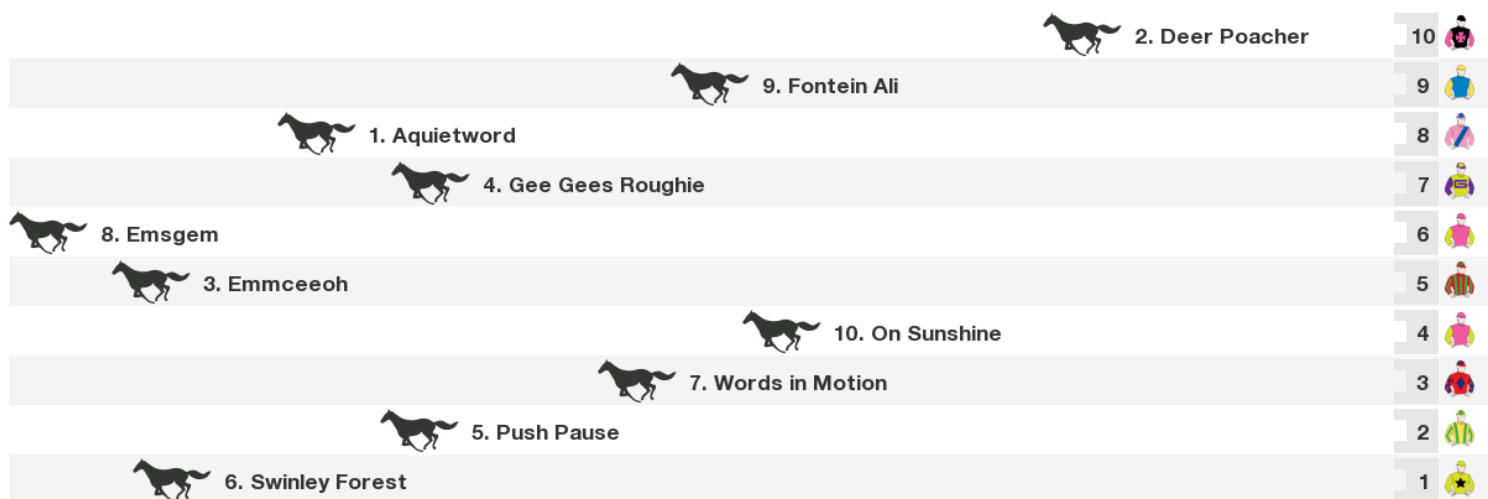 2. Deer Poacher 10
9. Fontein Ali 9
1. Aquietword 8
4. Gee Gees Roughie 7
8. Emsgem 6
3. Emmceeoh 5
10. On Sunshine 4
7. Words in Motion 3
5. Push Pause 2
6. Swinley Forest 1